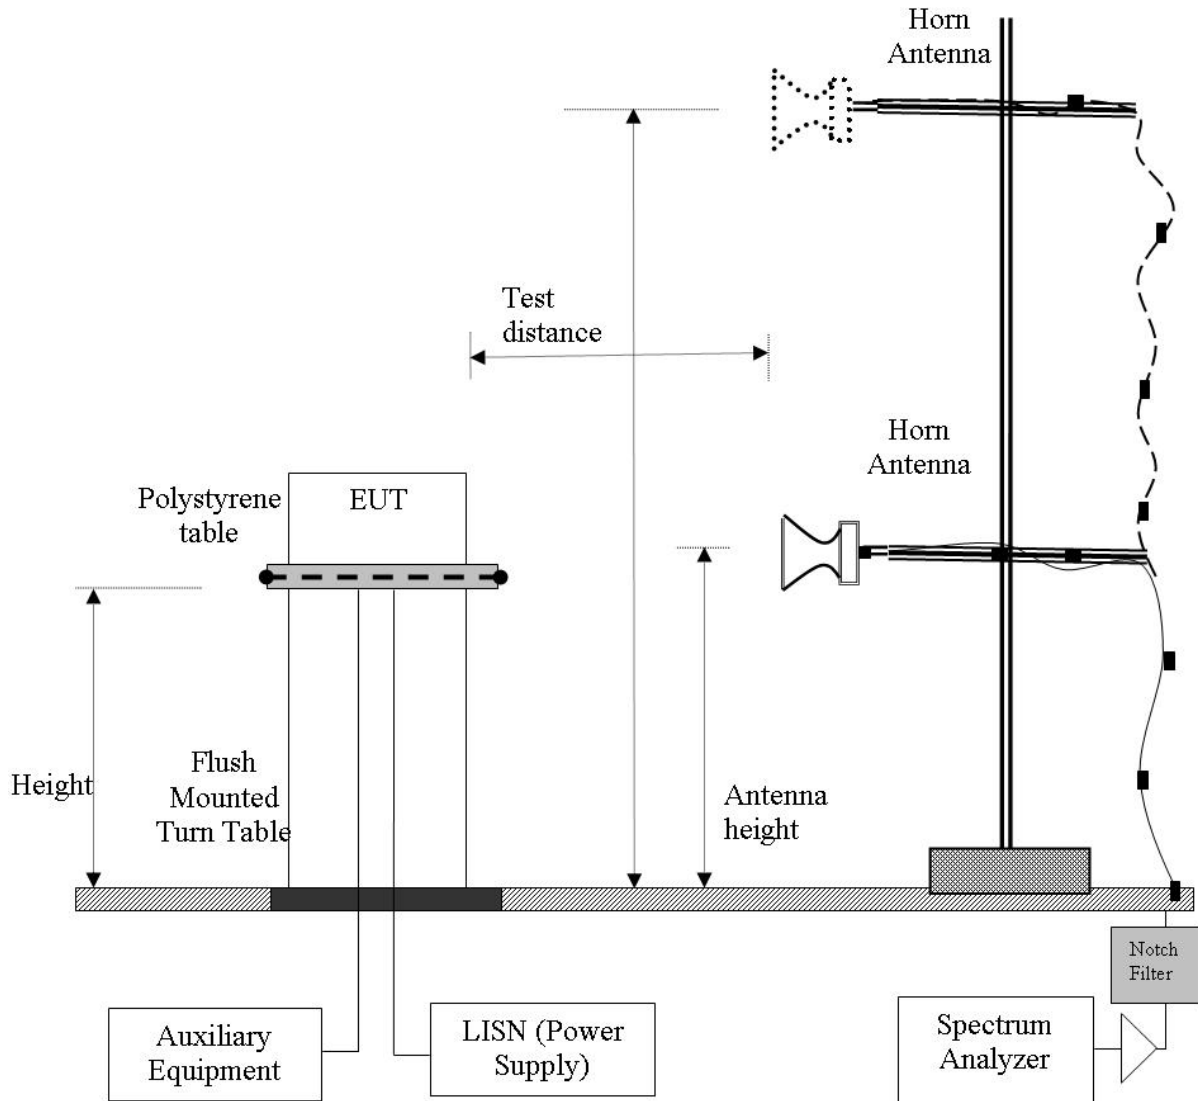 Horn
Antenna
Test
distance
Horn
Antenna
Polystyrene
table
EUT
Height
Flush
Mounted
Turn Table
Antenna
height
Notch
Filter
Auxiliary
Equipment
LISN (Power
Supply)
Spectrum
Analyzer